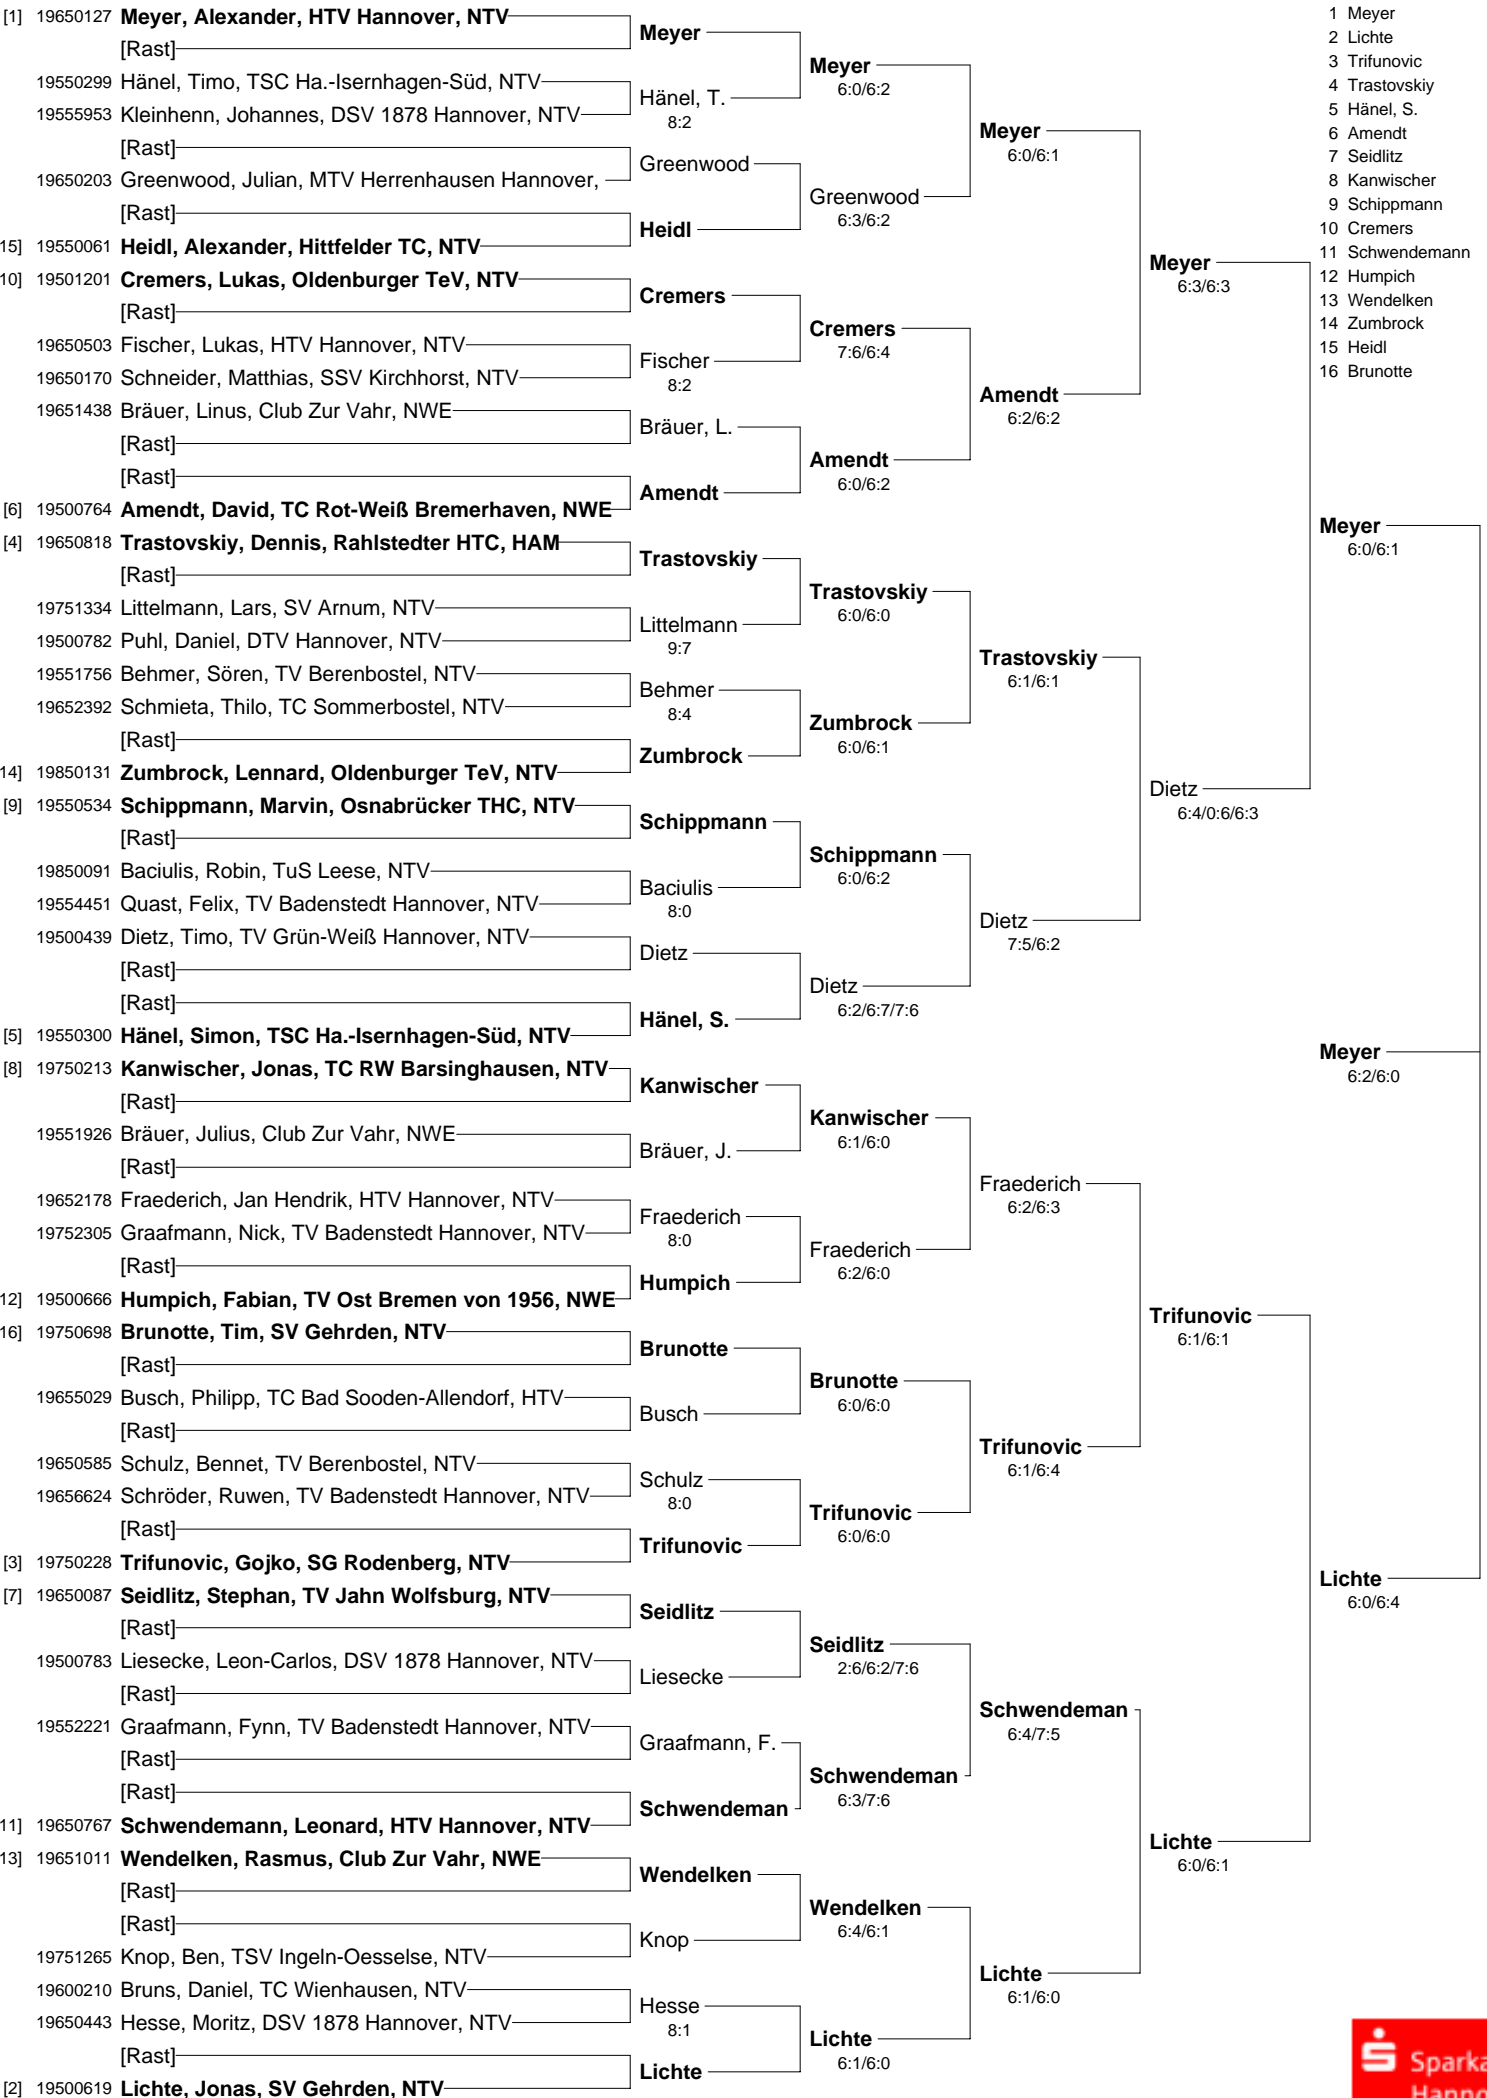 [1] 19650127 Meyer, Alexander, HTV Hannover, NTV
[Rast]
19550299 Hänel, Timo, TSC Ha.-Isernhagen-Süd, NTV
19555953 Kleinhenn, Johannes, DSV 1878 Hannover, NTV
[Rast]
19650203 Greenwood, Julian, MTV Herrenhausen Hannover,
[Rast]
15] 19550061 Heidl, Alexander, Hittfelder TC, NTV
10] 19501201 Cremers, Lukas, Oldenburger TeV, NTV
[Rast]
19650503 Fischer, Lukas, HTV Hannover, NTV
19650170 Schneider, Matthias, SSV Kirchhorst, NTV
19651438 Bräuer, Linus, Club Zur Vahr, NWE
[Rast]
[Rast]
[6] 19500764 Amendt, David, TC Rot-Weiß Bremerhaven, NWE
[4] 19650818 Trastovskiy, Dennis, Rahlstedter HTC, HAM
[Rast]
19751334 Littelmann, Lars, SV Arnum, NTV
19500782 Puhl, Daniel, DTV Hannover, NTV
19551756 Behmer, Sören, TV Berenbostel, NTV
19652392 Schmieta, Thilo, TC Sommerbostel, NTV
[Rast]
14] 19850131 Zumbrock, Lennard, Oldenburger TeV, NTV
[9] 19550534 Schippmann, Marvin, Osnabrücker THC, NTV
[Rast]
19850091 Baciulis, Robin, TuS Leese, NTV
19554451 Quast, Felix, TV Badenstedt Hannover, NTV
19500439 Dietz, Timo, TV Grün-Weiß Hannover, NTV
[Rast]
[Rast]
[5] 19550300 Hänel, Simon, TSC Ha.-Isernhagen-Süd, NTV
[8] 19750213 Kanwischer, Jonas, TC RW Barsinghausen, NTV
[Rast]
19551926 Bräuer, Julius, Club Zur Vahr, NWE
[Rast]
19652178 Fraederich, Jan Hendrik, HTV Hannover, NTV
19752305 Graafmann, Nick, TV Badenstedt Hannover, NTV
[Rast]
12] 19500666 Humpich, Fabian, TV Ost Bremen von 1956, NWE
16] 19750698 Brunotte, Tim, SV Gehrden, NTV
[Rast]
19655029 Busch, Philipp, TC Bad Sooden-Allendorf, HTV
[Rast]
19650585 Schulz, Bennet, TV Berenbostel, NTV
19656624 Schröder, Ruwen, TV Badenstedt Hannover, NTV
[Rast]
[3] 19750228 Trifunovic, Gojko, SG Rodenberg, NTV
[7] 19650087 Seidlitz, Stephan, TV Jahn Wolfsburg, NTV
[Rast]
19500783 Liesecke, Leon-Carlos, DSV 1878 Hannover, NTV
[Rast]
19552221 Graafmann, Fynn, TV Badenstedt Hannover, NTV
[Rast]
[Rast]
11] 19650767 Schwendemann, Leonard, HTV Hannover, NTV
13] 19651011 Wendelken, Rasmus, Club Zur Vahr, NWE
[Rast]
[Rast]
19751265 Knop, Ben, TSV Ingeln-Oesselse, NTV
19600210 Bruns, Daniel, TC Wienhausen, NTV
19650443 Hesse, Moritz, DSV 1878 Hannover, NTV
[Rast]
[2] 19500619 Lichte, Jonas, SV Gehrden, NTV
Meyer
Hänel, T.
8:2
Greenwood
Heidl
Cremers
Fischer
8:2
Bräuer, L.
Amendt
Trastovskiy
Littelmann
9:7
Behmer
8:4
Zumbrock
Schippmann
Baciulis
8:0
Dietz
Hänel, S.
Kanwischer
Bräuer, J.
Fraederich
8:0
Humpich
Brunotte
Busch
Schulz
8:0
Trifunovic
Seidlitz
Liesecke
Graafmann, F.
Schwendeman
Wendelken
Knop
Hesse
8:1
Lichte
Meyer
6:0/6:2
Greenwood
6:3/6:2
Cremers
7:6/6:4
Amendt
6:0/6:2
Trastovskiy
6:0/6:0
Zumbrock
6:0/6:1
Schippmann
6:0/6:2
Dietz
6:2/6:7/7:6
Kanwischer
6:1/6:0
Fraederich
6:2/6:0
Brunotte
6:0/6:0
Trifunovic
6:0/6:0
Seidlitz
2:6/6:2/7:6
Schwendeman
6:3/7:6
Wendelken
6:4/6:1
Lichte
6:1/6:0
Meyer
6:0/6:1
Amendt
6:2/6:2
Trastovskiy
6:1/6:1
Dietz
7:5/6:2
Fraederich
6:2/6:3
Trifunovic
6:1/6:4
Schwendeman
6:4/7:5
Lichte
6:1/6:0
Meyer
6:3/6:3
Dietz
6:4/0:6/6:3
Trifunovic
6:1/6:1
Lichte
6:0/6:1
Meyer
6:0/6:1
Lichte
6:0/6:4
Meyer
6:2/6:0
1 Meyer
2 Lichte
3 Trifunovic
4 Trastovskiy
5 Hänel, S.
6 Amendt
7 Seidlitz
8 Kanwischer
9 Schippmann
10 Cremers
11 Schwendemann
12 Humpich
13 Wendelken
14 Zumbrock
15 Heidl
16 Brunotte
Sparka
Hanno